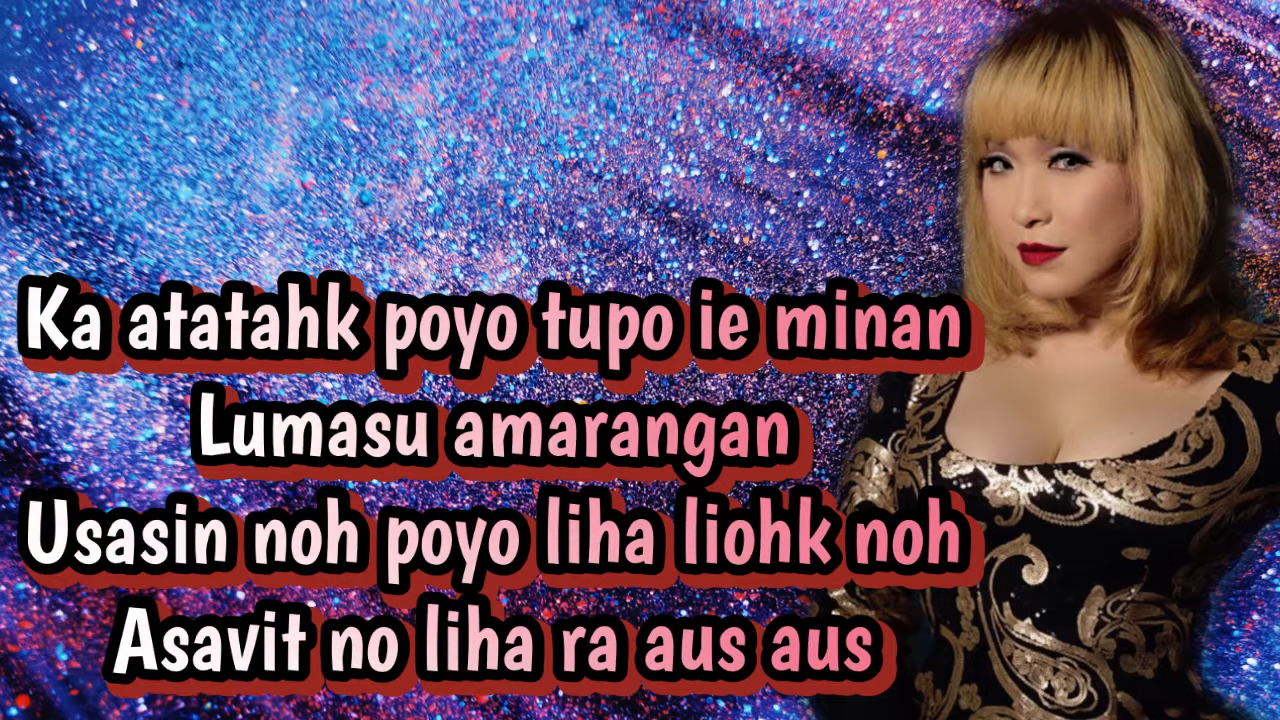 Ka atatahk poyo tupo ie minan
Lumasu amarangan
Usasin noh poyo liha liohk noh
Asavit no liha ra aus aus